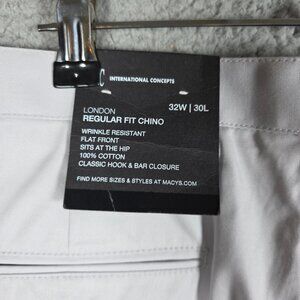 INTERNATIONAL CONCEPTS
LONDON 32W | 30L
REGULAR FIT CHINO
WRINKLE RESISTANT
FLAT FRONT
SITS AT THE HIP
100% COTTON
CLASSIC HOOK & BAR CLOSURE
FIND MORE SIZES & STYLES AT MACYS.COM